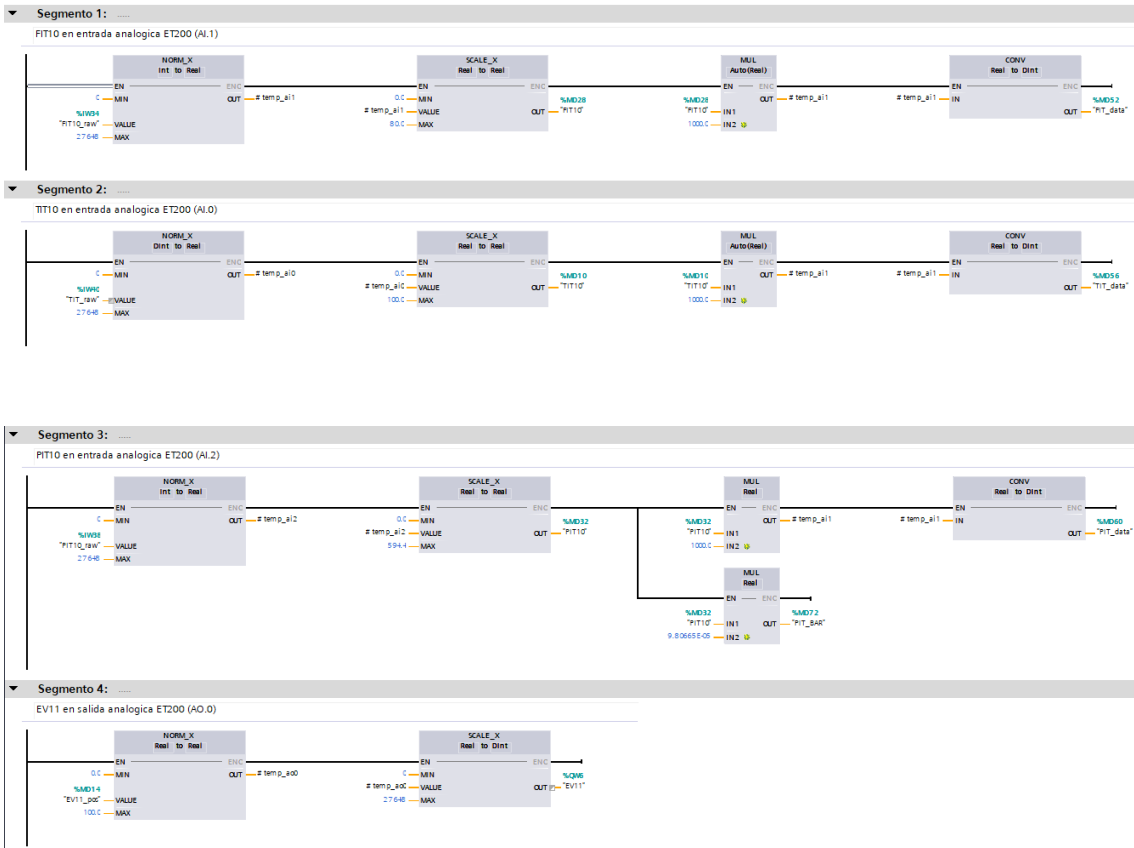 Segmento 1: .....
FIT10 en entrada analogica ET200 (AI.1)
NORM_X SCALE_X MUL CONV
Int to Real Real to Real Auto(Real) Real to Dint
EN ENO EN ENO EN ENO EN ENO
0 MIN OUT #temp_ai1 0.0 MIN %MD28 %MD28 OUT #temp_ai1 #temp_ai1 IN %MD52
%IW34 #temp_ai1 VALUE OUT "FIT10" "FIT10" IN1 OUT "FIT_data"
"FIT10_raw" VALUE 80.0 MAX 1000.0 IN2
27648 MAX
Segmento 2: .....
TIT10 en entrada analogica ET200 (AI.0)
NORM_X SCALE_X MUL CONV
Dint to Real Real to Real Auto(Real) Real to Dint
EN ENO EN ENO EN ENO EN ENO
0 MIN OUT #temp_ai0 0.0 MIN %MD10 %MD10 OUT #temp_ai1 #temp_ai1 IN %MD56
%IW40 #temp_ai0 VALUE OUT "TIT10" "TIT10" IN1 OUT "TIT_data"
"TIT_raw" VALUE 100.0 MAX 1000.0 IN2
27648 MAX
Segmento 3: .....
PIT10 en entrada analogica ET200 (AI.2)
NORM_X SCALE_X MUL CONV
Int to Real Real to Real Real Real to Dint
EN ENO EN ENO EN ENO EN ENO
0 MIN OUT #temp_ai2 0.0 MIN %MD32 %MD32 OUT #temp_ai1 #temp_ai1 IN %MD60
%IW38 #temp_ai2 VALUE OUT "PIT10" "PIT10" IN1 OUT "PIT_data"
"PIT10_raw" VALUE 594.4 MAX 1000.0 IN2
27648 MAX
MUL
Real
EN ENO
%MD32 %MD72
"PIT10" IN1 OUT "PIT_BAR"
9.80665E-05 IN2
Segmento 4: .....
EV11 en salida analogica ET200 (AO.0)
NORM_X SCALE_X
Real to Real Real to Dint
EN ENO EN ENO
0.0 MIN OUT #temp_ao0 0 MIN %QW6
%MD14 #temp_ao0 VALUE OUT "EV11"
"EV11_pos" VALUE 27648 MAX
100.0 MAX